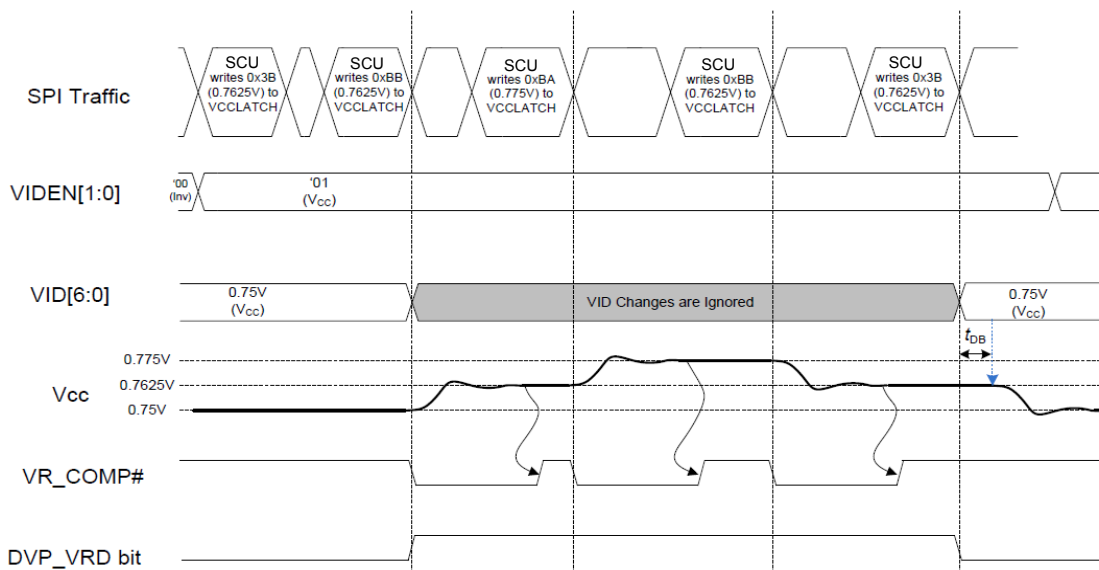 SPI Traffic
SCU
writes 0x3B
(0.7625V) to
VCCLATCH
SCU
writes 0xBB
(0.7625V) to
VCCLATCH
SCU
writes 0xBA
(0.775V) to
VCCLATCH
SCU
writes 0xBB
(0.7625V) to
VCCLATCH
SCU
writes 0x3B
(0.7625V) to
VCCLATCH
VIDEN[1:0]
'00
(Inv)
'01
(VCC)
VID[6:0]
0.75V
(VCC)
VID Changes are Ignored
0.75V
(VCC)
tDB
Vcc
0.775V
0.7625V
0.75V
VR_COMP#
DVP_VRD bit